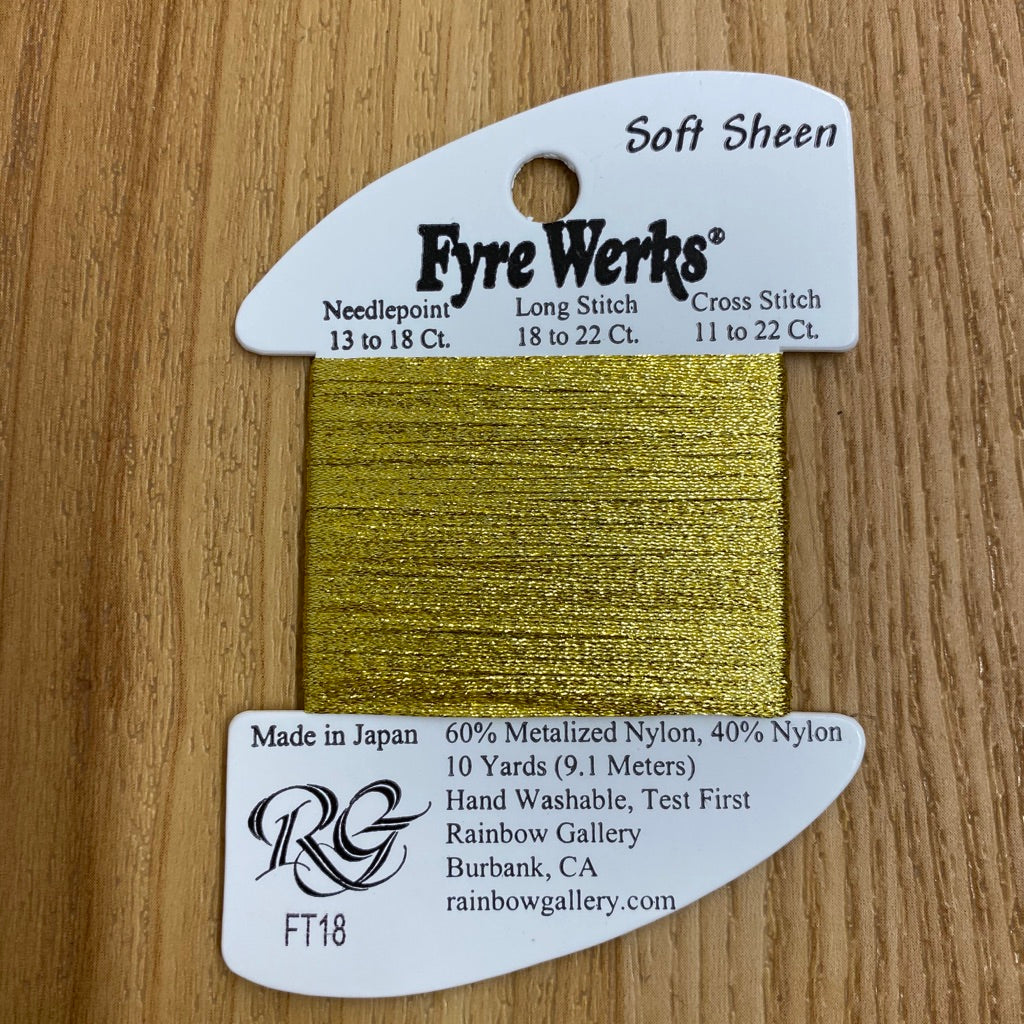 Soft Sheen
Fyre Werks®
Needlepoint Long Stitch Cross Stitch
13 to 18 Ct. 18 to 22 Ct. 11 to 22 Ct.
Made in Japan
RG
FT18
60% Metalized Nylon, 40% Nylon
10 Yards (9.1 Meters)
Hand Washable, Test First
Rainbow Gallery
Burbank, CA
rainbowgallery.com